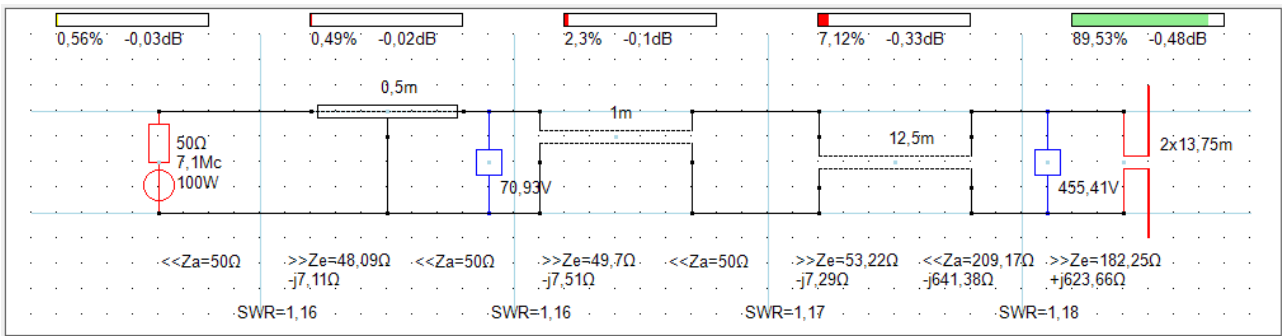 0,56% -0,03dB 0,49% -0,02dB 2,3% -0,1dB 7,12% -0,33dB 89,53% -0,48dB
0,5m
1m
12,5m
50Ω
7,1Mc
100W
2x13,75m
70,93V
455,41V
<<Za=50Ω >>Ze=48,09Ω <<Za=50Ω >>Ze=49,7Ω <<Za=50Ω >>Ze=53,22Ω <<Za=209,17Ω >>Ze=182,25Ω
-j7,11Ω -j7,51Ω -j7,29Ω -j641,38Ω +j623,66Ω
SWR=1,16 SWR=1,16 SWR=1,17 SWR=1,18